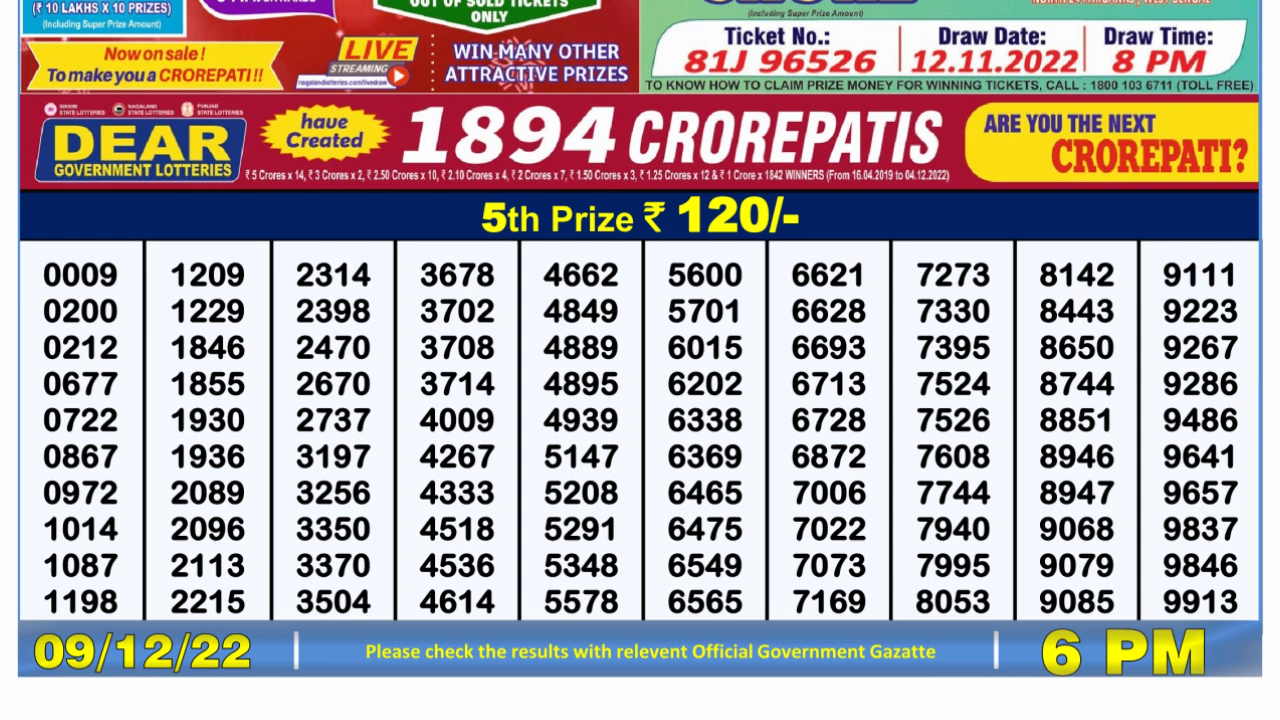 (₹ 10 LAKHS X 10 PRIZES)
(Including Super Prize Amount)
OUT OF SOLD TICKETS
ONLY
(Including Super Prize Amount)
Now on sale !
To make you a CROREPATI !!
LIVE
STREAMING
nagalandlotteries.com/livedraw
WIN MANY OTHER
ATTRACTIVE PRIZES
Ticket No.: Draw Date: Draw Time:
81J 96526 12.11.2022 8 PM
TO KNOW HOW TO CLAIM PRIZE MONEY FOR WINNING TICKETS, CALL : 1800 103 6711 (TOLL FREE)
SIKKIM STATE LOTTERIES NAGALAND STATE LOTTERIES PUNJAB STATE LOTTERIES
DEAR
GOVERNMENT LOTTERIES
have
Created
1894 CROREPATIS
₹ 5 Crores x 14, ₹ 3 Crores x 2, ₹ 2.50 Crores x 10, ₹ 2.10 Crores x 4, ₹ 2 Crores x 7, ₹ 1.50 Crores x 3, ₹ 1.25 Crores x 12 & ₹ 1 Crore x 1842 WINNERS (From 16.04.2019 to 04.12.2022)
ARE YOU THE NEXT
CROREPATI?
5th Prize ₹ 120/-
0009 1209 2314 3678 4662 5600 6621 7273 8142 9111
0200 1229 2398 3702 4849 5701 6628 7330 8443 9223
0212 1846 2470 3708 4889 6015 6693 7395 8650 9267
0677 1855 2670 3714 4895 6202 6713 7524 8744 9286
0722 1930 2737 4009 4939 6338 6728 7526 8851 9486
0867 1936 3197 4267 5147 6369 6872 7608 8946 9641
0972 2089 3256 4333 5208 6465 7006 7744 8947 9657
1014 2096 3350 4518 5291 6475 7022 7940 9068 9837
1087 2113 3370 4536 5348 6549 7073 7995 9079 9846
1198 2215 3504 4614 5578 6565 7169 8053 9085 9913
09/12/22 Please check the results with relevent Official Government Gazatte 6 PM